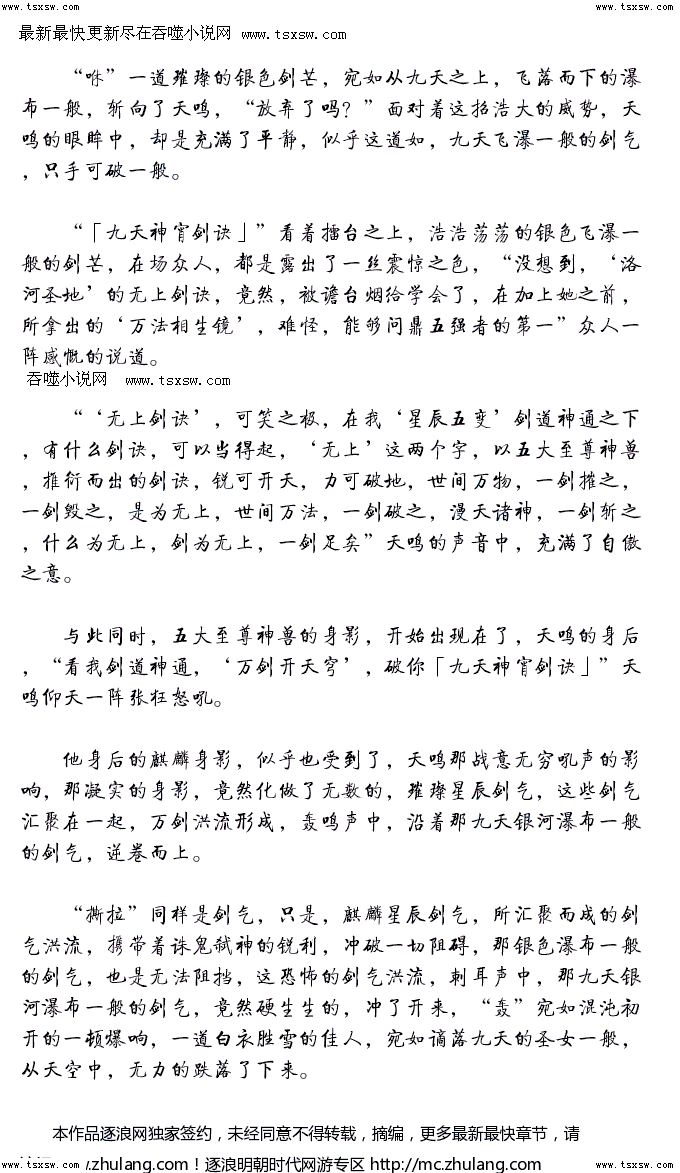 www.tsxsw.com www.tsxsw.com www.tsxsw.com www.tsxsw.com
最新最快更新尽在吞噬小说网 www.tsxsw.com
“咻”一道璀璨的银色剑芒，宛如从九天之上，飞落而下的瀑
布一般，斩向了天鸣，“放弃了吗？”面对着这招浩大的威势，天
鸣的眼眸中，却是充满了平静，似乎这道如，九天飞瀑一般的剑气
，只手可破一般。
“「九天神宵剑诀」”看着擂台之上，浩浩荡荡的银色飞瀑一
般的剑芒，在场众人，都是露出了一丝震惊之色，“没想到，‘洛
河圣地’的无上剑诀，竟然，被谵台烟给学会了，在加上她之前，
所拿出的‘万法相生镜’，难怪，能够问鼎五强者的第一”众人一
阵感慨的说道。
吞噬小说网 www.tsxsw.com
“‘无上剑诀’，可笑之极，在我‘星辰五变’剑道神通之下
，有什么剑诀，可以当得起，‘无上’这两个字，以五大至尊神兽
，推衍而出的剑诀，锐可开天，力可破地，世间万物，一剑摧之，
一剑毁之，是为无上，世间万法，一剑破之，漫天诸神，一剑斩之
，什么为无上，剑为无上，一剑足矣”天鸣的声音中，充满了自傲
之意。
与此同时，五大至尊神兽的身影，开始出现在了，天鸣的身后
，“看我剑道神通，‘万剑开天穹’，破你「九天神宵剑诀」”天
鸣仰天一阵张狂怒吼。
他身后的麒麟身影，似乎也受到了，天鸣那战意无穷吼声的影
响，那凝实的身影，竟然化做了无数的，璀璨星辰剑气，这些剑气
汇聚在一起，万剑洪流形成，轰鸣声中，沿着那九天银河瀑布一般
的剑气，逆卷而上。
“撕拉”同样是剑气，只是，麒麟星辰剑气，所汇聚而成的剑
气洪流，携带着诛鬼弑神的锐利，冲破一切阻碍，那银色瀑布一般
的剑气，也是无法阻挡，这恐怖的剑气洪流，刺耳声中，那九天银
河瀑布一般的剑气，竟然硬生生的，冲了开来，“轰”宛如混沌初
开的一顿爆响，一道白衣胜雪的佳人，宛如谪落九天的圣女一般，
从天空中，无力的跌落了下来。
本作品逐浪网独家签约，未经同意不得转载，摘编，更多最新最快章节，请
.zhulang.com！逐浪明朝时代网游专区 http://mc.zhulang.com
www.tsxsw.com www.tsxsw.com www.tsxsw.com www.tsxsw.com